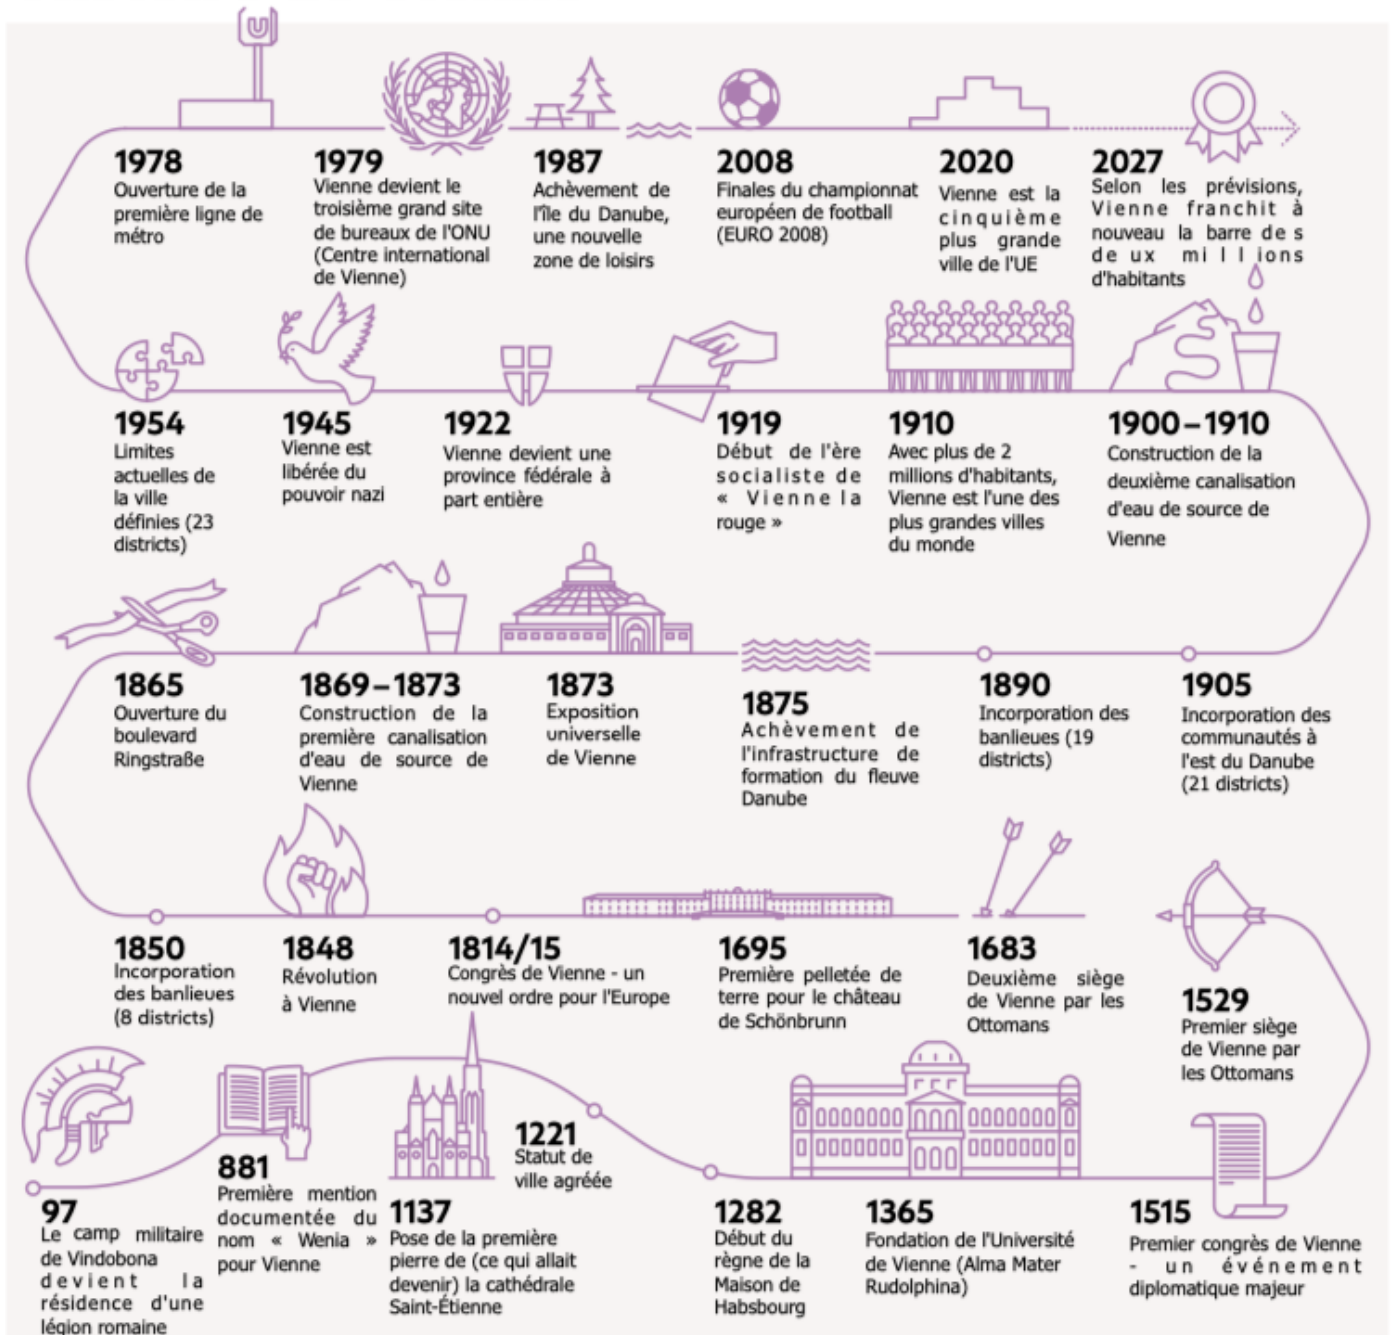 U
1978
Ouverture de la
première ligne de
métro
1979
Vienne devient le
troisième grand site
de bureaux de l'ONU
(Centre international
de Vienne)
1987
Achèvement de
l'île du Danube,
une nouvelle
zone de loisirs
2008
Finales du championnat
européen de football
(EURO 2008)
2020
Vienne est la
cinquième
plus grande
ville de l'UE
2027
Selon les prévisions,
Vienne franchit à
nouveau la barre des
deux millions
d'habitants
1954
Limites
actuelles de
la ville
définies (23
districts)
1945
Vienne est
libérée du
pouvoir nazi
1922
Vienne devient une
province fédérale à
part entière
1919
Début de l'ère
socialiste de
« Vienne la
rouge »
1910
Avec plus de 2
millions d'habitants,
Vienne est l'une des
plus grandes villes
du monde
1900–1910
Construction de la
deuxième canalisation
d'eau de source de
Vienne
1865
Ouverture du
boulevard
Ringstraße
1869–1873
Construction de la
première canalisation
d'eau de source de
Vienne
1873
Exposition
universelle
de Vienne
1875
Achèvement de
l'infrastructure de
formation du fleuve
Danube
1890
Incorporation des
banlieues (19
districts)
1905
Incorporation des
communautés à
l'est du Danube
(21 districts)
1850
Incorporation
des banlieues
(8 districts)
1848
Révolution
à Vienne
1814/15
Congrès de Vienne - un
nouvel ordre pour l'Europe
1695
Première pelletée de
terre pour le château
de Schönbrunn
1683
Deuxième siège
de Vienne par les
Ottomans
1529
Premier siège
de Vienne par
les Ottomans
97
Le camp militaire
de Vindobona
devient la
résidence d'une
légion romaine
881
Première mention
documentée du
nom « Wenia »
pour Vienne
1137
Pose de la première
pierre de (ce qui allait
devenir) la cathédrale
Saint-Étienne
1221
Statut de
ville agréée
1282
Début du
règne de la
Maison de
Habsbourg
1365
Fondation de l'Université
de Vienne (Alma Mater
Rudolphina)
1515
Premier congrès de Vienne
- un événement
diplomatique majeur